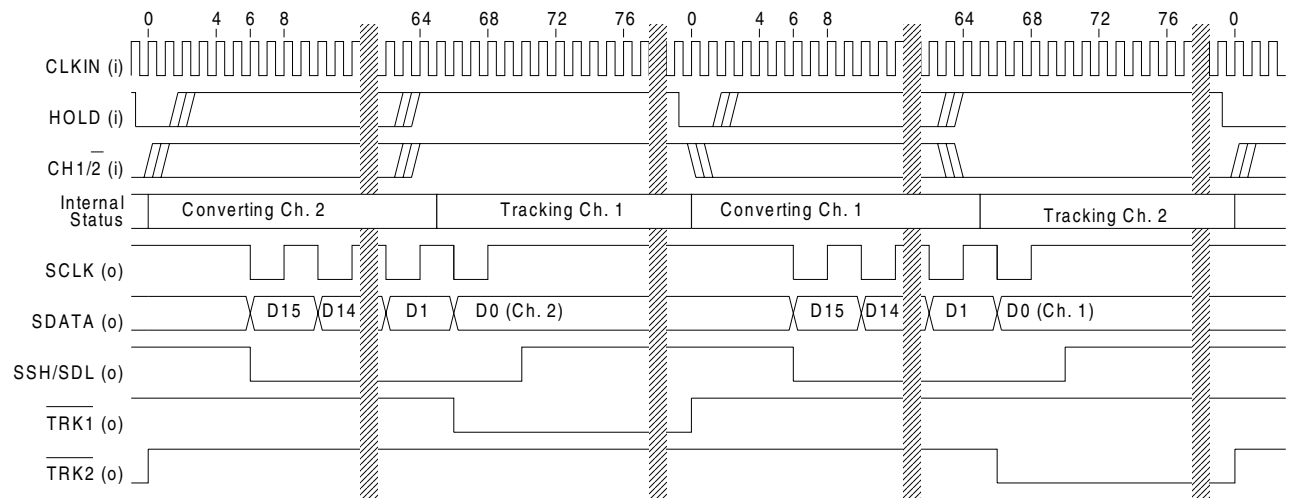 0 4 6 8 64 68 72 76 0 4 6 8 64 68 72 76 0
CLKIN (i)
HOLD (i)
CH1/2̅ (i)
Internal
Status
Converting Ch. 2
Tracking Ch. 1
Converting Ch. 1
Tracking Ch. 2
SCLK (o)
SDATA (o)
D15 D14 D1 D0 (Ch. 2) D15 D14 D1 D0 (Ch. 1)
SSH/SDL (o)
T̅R̅K̅1̅ (o)
T̅R̅K̅2̅ (o)